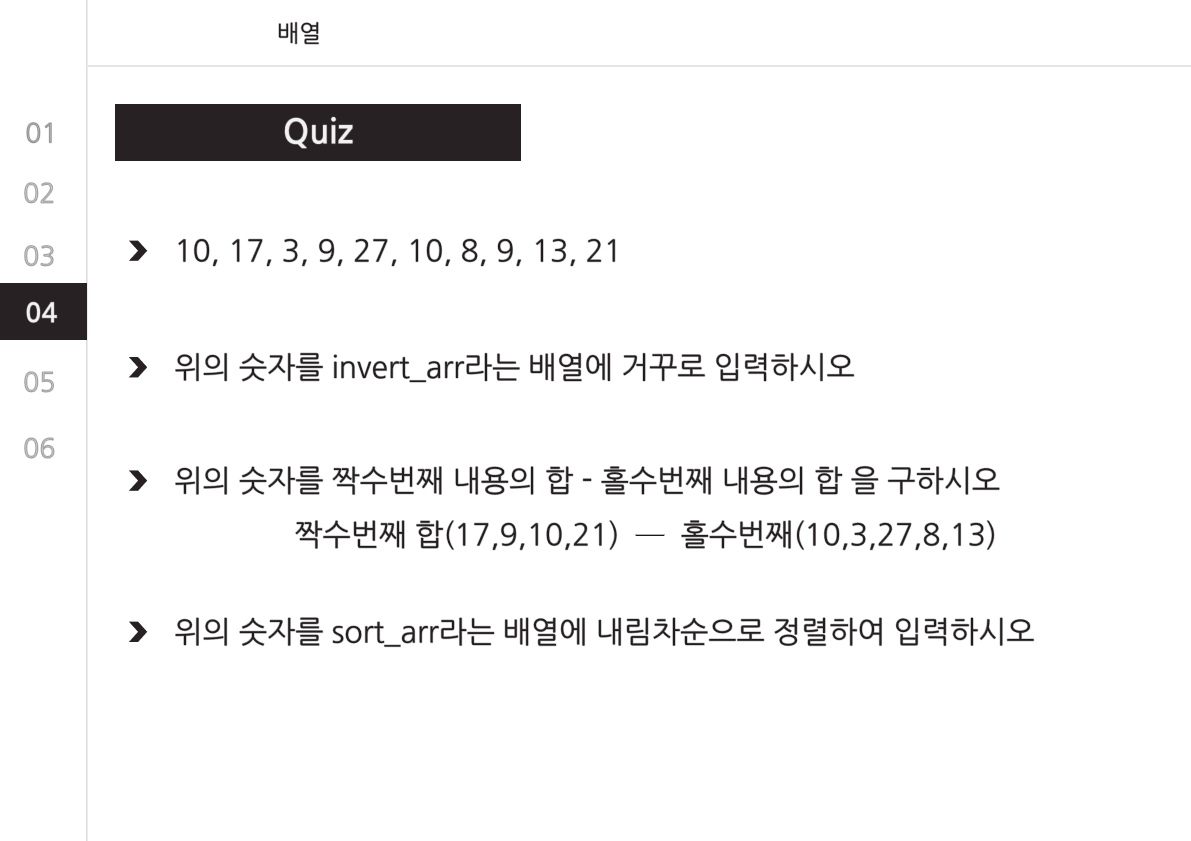 배열
01
Quiz
02
03
10, 17, 3, 9, 27, 10, 8, 9, 13, 21
04
위의 숫자를 invert_arr라는 배열에 거꾸로 입력하시오
05
06
위의 숫자를 짝수번째 내용의 합 - 홀수번째 내용의 합 을 구하시오
짝수번째 합(17,9,10,21) — 홀수번째(10,3,27,8,13)
위의 숫자를 sort_arr라는 배열에 내림차순으로 정렬하여 입력하시오